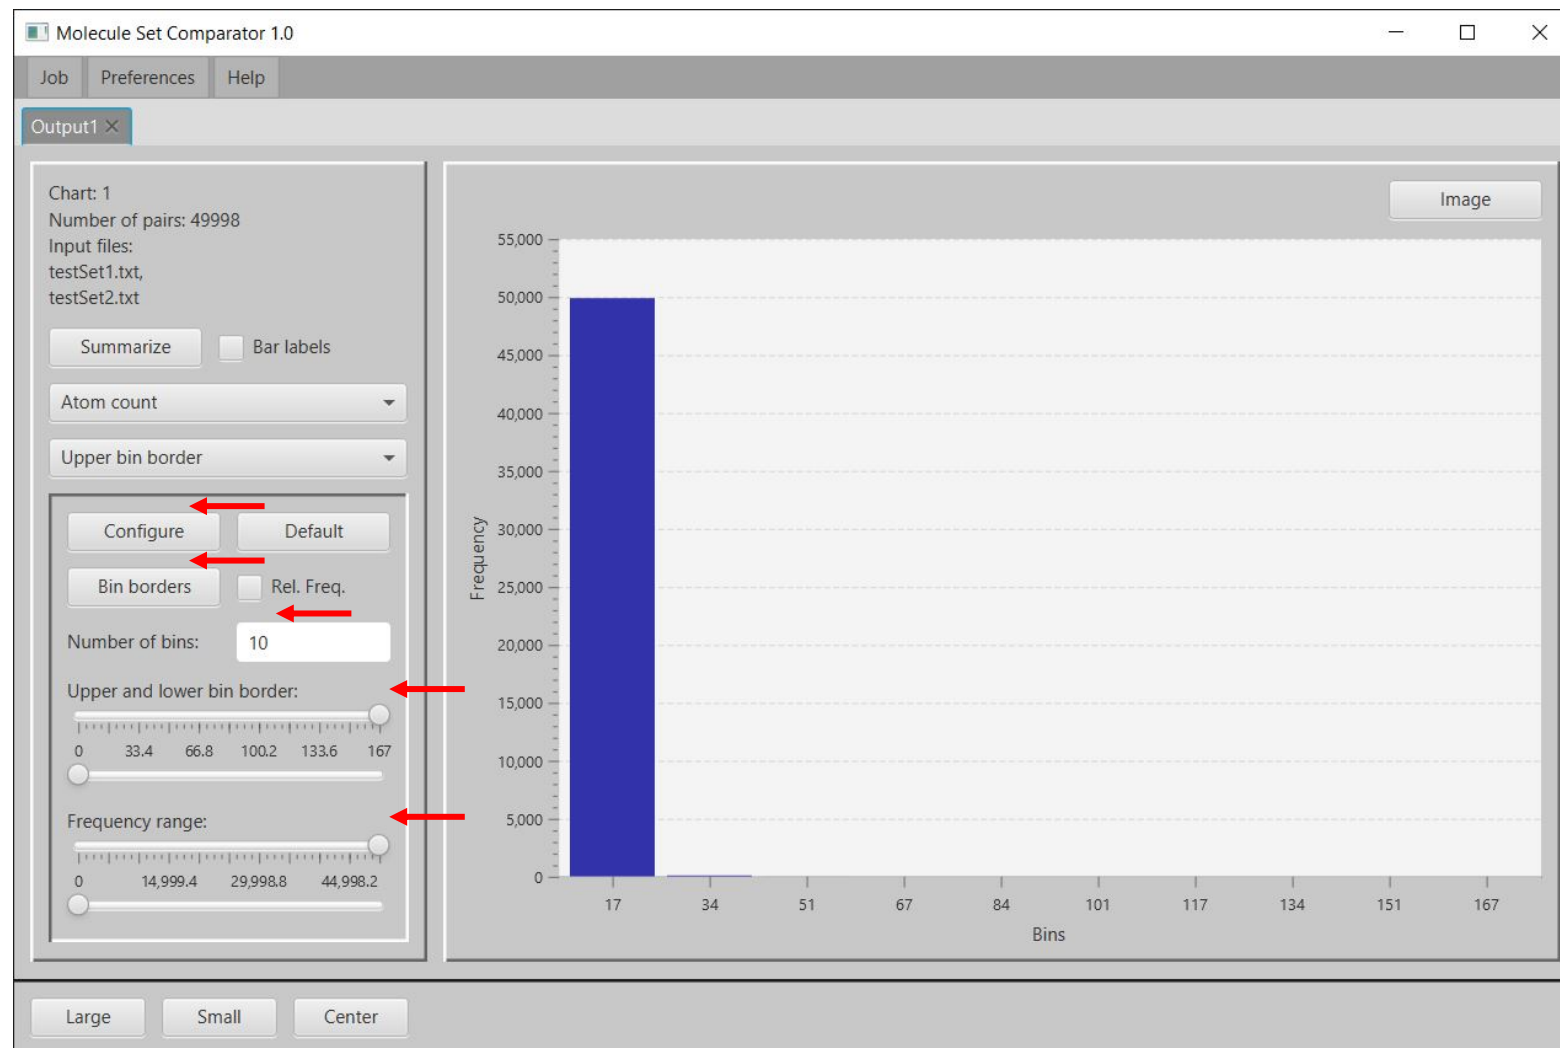 Molecule Set Comparator 1.0
Job Preferences Help
Output1
Chart: 1
Number of pairs: 49998
Input files:
testSet1.txt,
testSet2.txt
Summarize Bar labels
Atom count
Upper bin border
Configure Default
Bin borders Rel. Freq.
Number of bins: 10
Upper and lower bin border:
0 33.4 66.8 100.2 133.6 167
Frequency range:
0 14,999.4 29,998.8 44,998.2
Image
55,000
50,000
45,000
40,000
35,000
30,000
25,000
20,000
15,000
10,000
5,000
0
Frequency
17 34 51 67 84 101 117 134 151 167
Bins
Large Small Center